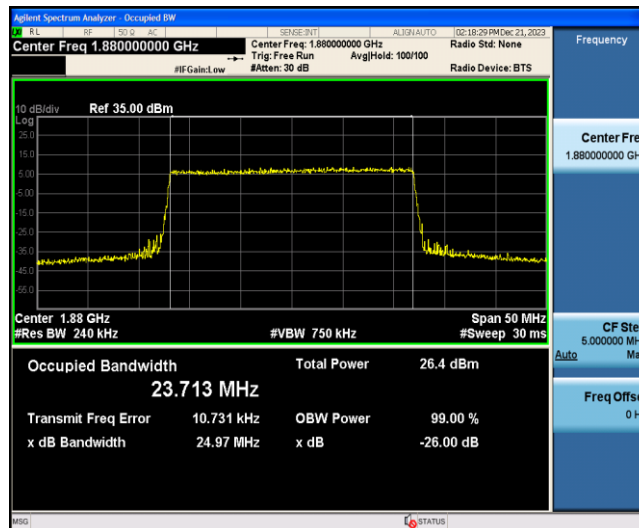 Agilent Spectrum Analyzer - Occupied BW
RL RF 50 Ω AC SENSE:INT ALIGNAUTO 02:18:29 PM Dec 21, 2023
Center Freq 1.880000000 GHz
Center Freq: 1.880000000 GHz
Radio Std: None
Trig: Free Run Avg|Hold: 100/100
#IFGain:Low
#Atten: 30 dB
Radio Device: BTS
10 dB/div Ref 35.00 dBm
Log
25.0
15.0
5.00
-5.00
-15.0
-25.0
-35.0
-45.0
-55.0
Center 1.88 GHz Span 50 MHz
#Res BW 240 kHz #VBW 750 kHz #Sweep 30 ms
Occupied Bandwidth Total Power 26.4 dBm
23.713 MHz
Transmit Freq Error 10.731 kHz OBW Power 99.00 %
x dB Bandwidth 24.97 MHz x dB -26.00 dB
Frequency
Center Fre
1.880000000 GH
CF Ste
5.000000 MH
Auto Ma
Freq Offse
0 H
MSG STATUS